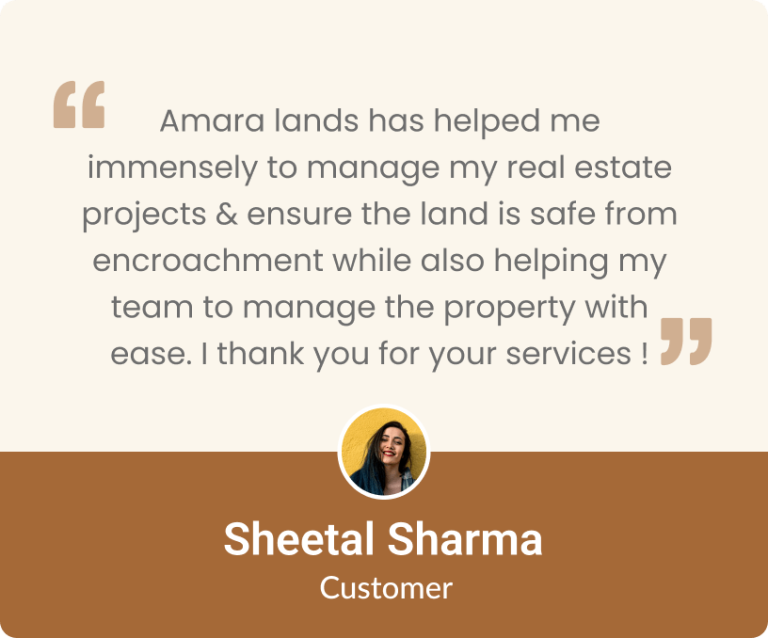 “ Amara lands has helped me
immensely to manage my real estate
projects & ensure the land is safe from
encroachment while also helping my
team to manage the property with
ease. I thank you for your services ! ”
Sheetal Sharma
Customer